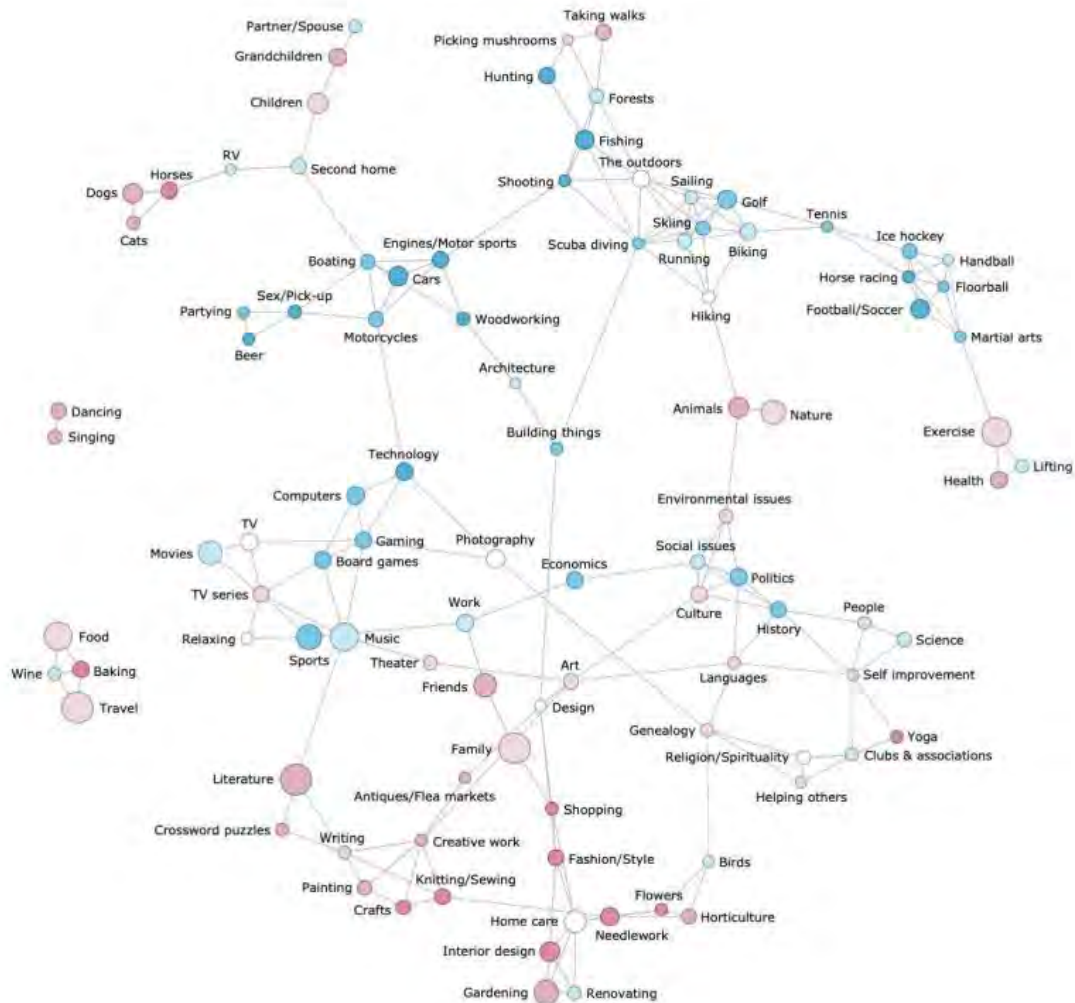 Taking walks
Partner/Spouse
Picking mushrooms
Grandchildren
Hunting
Forests
Children
Fishing
RV
The outdoors
Second home
Horses
Shooting
Sailing
Dogs
Golf
Tennis
Skiing
Ice hockey
Cats
Engines/Motor sports
Scuba diving
Running
Biking
Handball
Boating
Cars
Horse racing
Floorball
Sex/Pick-up
Partying
Woodworking
Hiking
Football/Soccer
Motorcycles
Martial arts
Beer
Architecture
Dancing
Animals
Nature
Singing
Building things
Exercise
Technology
Lifting
Health
Computers
Environmental issues
TV
Gaming
Photography
Movies
Board games
Social issues
Economics
Politics
TV series
Work
Culture
People
History
Food
Relaxing
Music
Science
Sports
Theater
Art
Wine
Baking
Friends
Languages
Self improvement
Travel
Design
Genealogy
Yoga
Family
Religion/Spirituality
Clubs & associations
Literature
Antiques/Flea markets
Helping others
Shopping
Crossword puzzles
Writing
Creative work
Fashion/Style
Birds
Painting
Knitting/Sewing
Flowers
Crafts
Home care
Needlework
Horticulture
Interior design
Gardening
Renovating